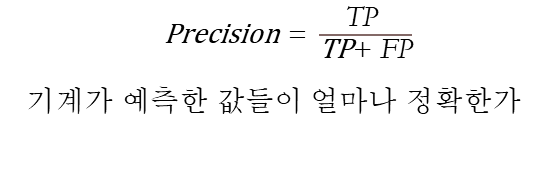 Precision = TP / TP+ FP
기계가 예측한 값들이 얼마나 정확한가